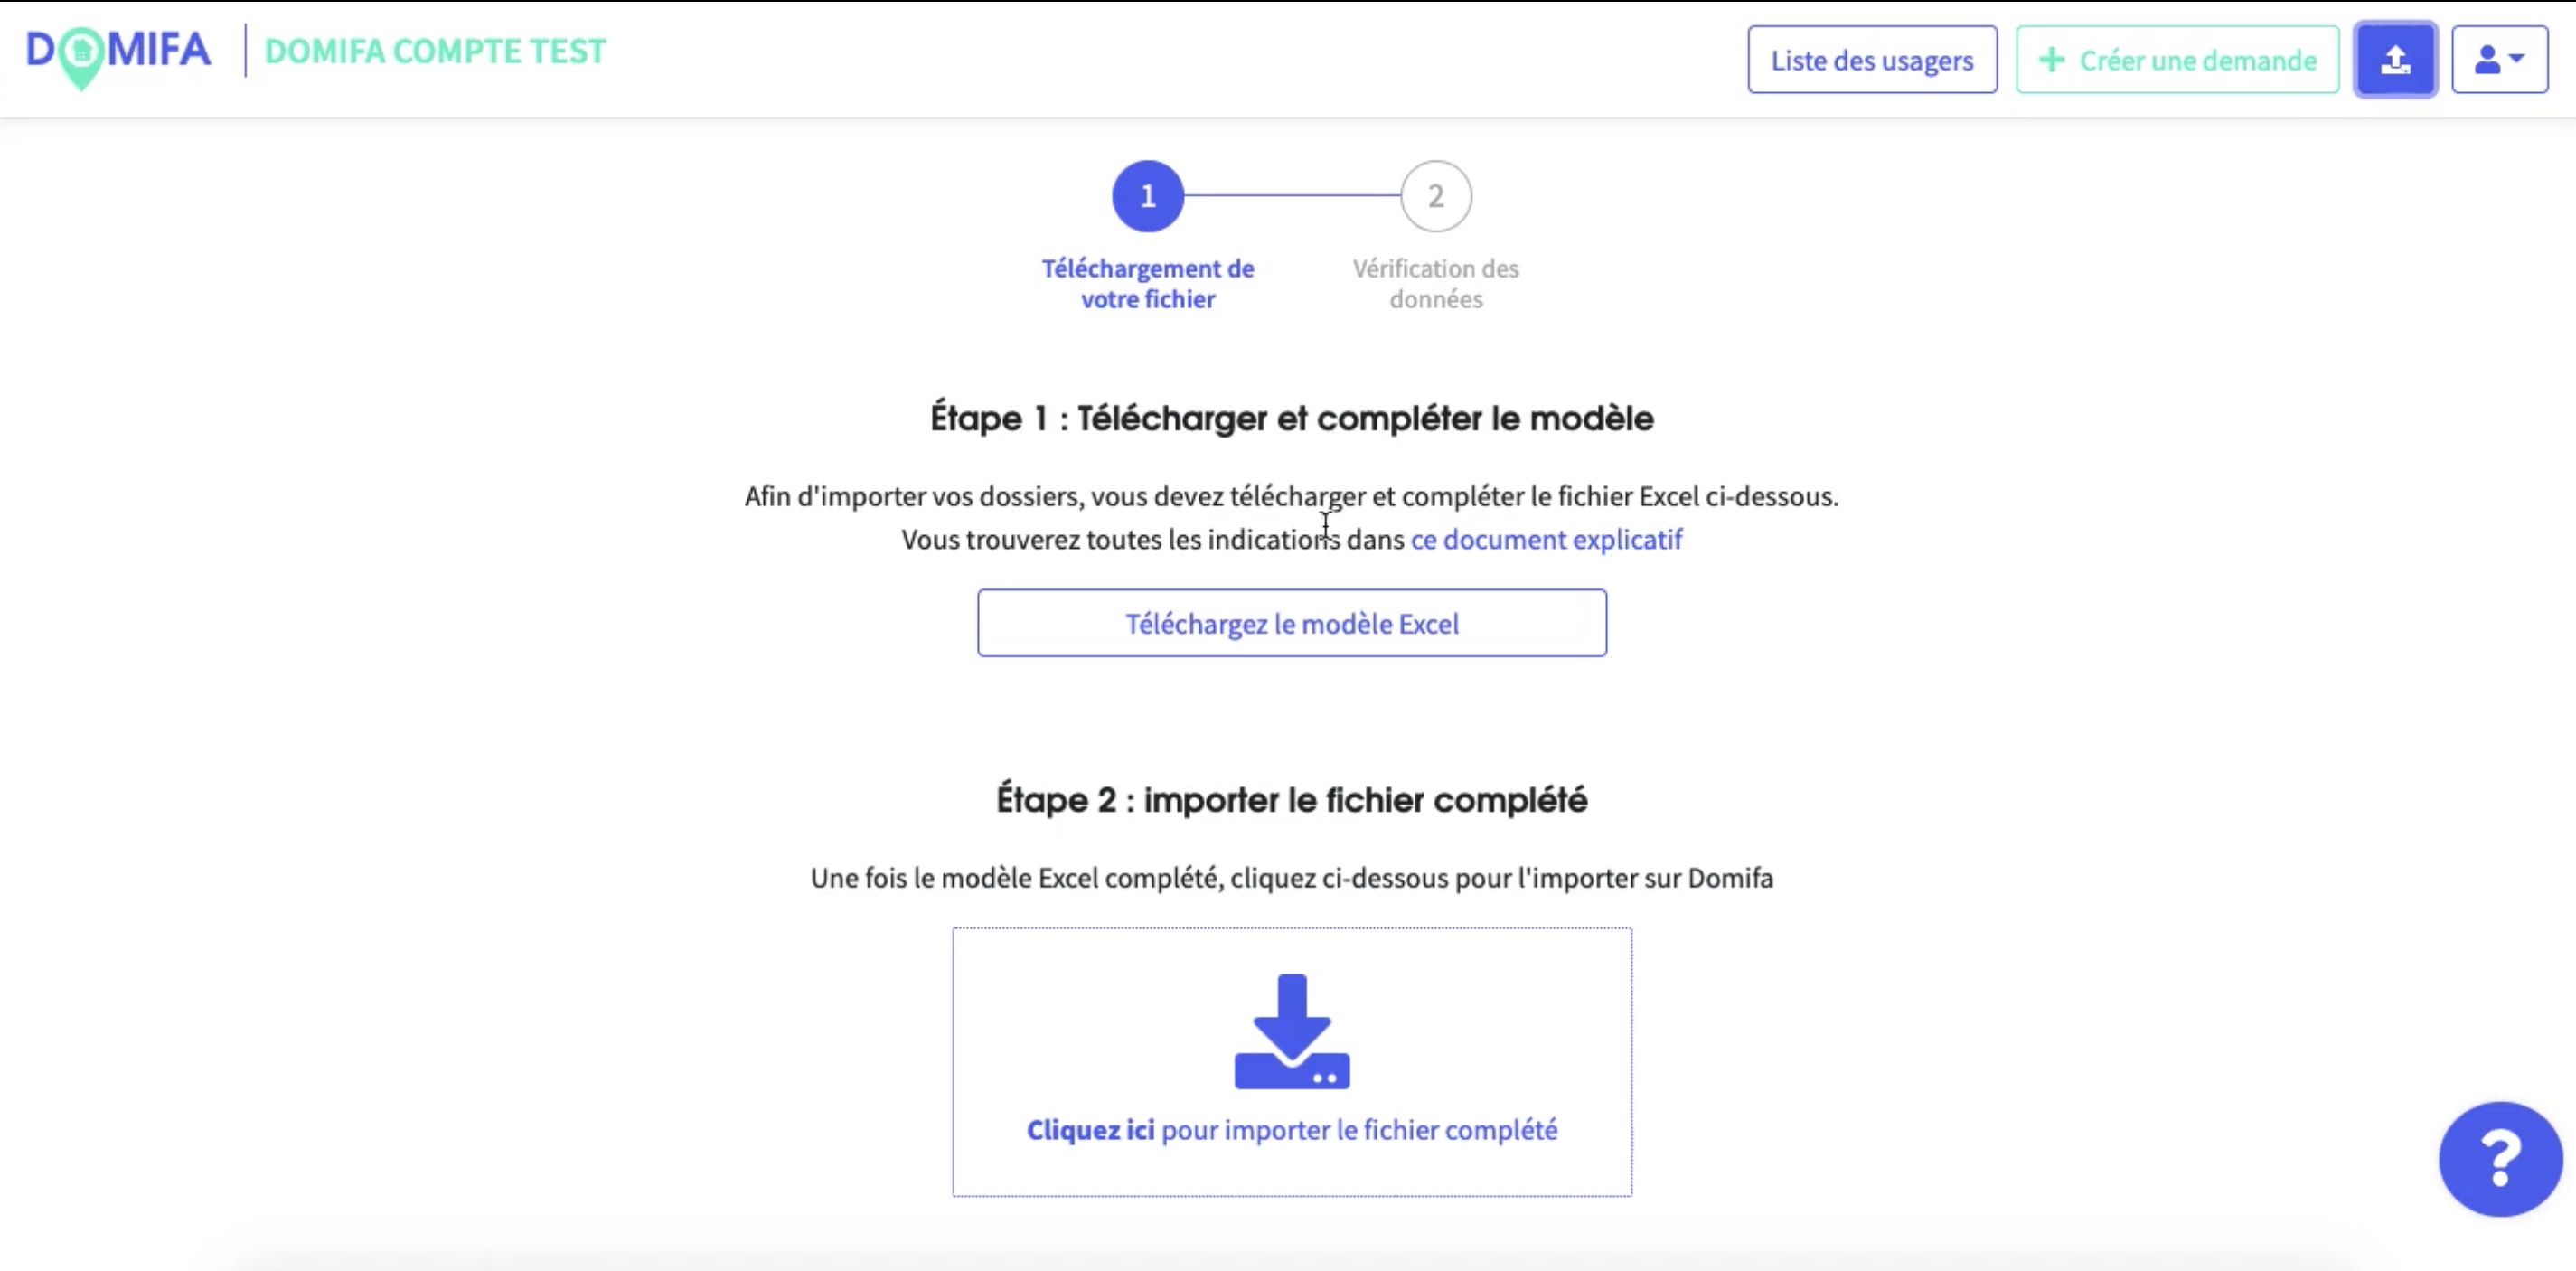 DOMIFA
DOMIFA COMPTE TEST
Liste des usagers
+ Créer une demande
1
2
Téléchargement de
votre fichier
Vérification des
données
Étape 1 : Télécharger et compléter le modèle
Afin d'importer vos dossiers, vous devez télécharger et compléter le fichier Excel ci-dessous.
Vous trouverez toutes les indications dans ce document explicatif
Téléchargez le modèle Excel
Étape 2 : importer le fichier complété
Une fois le modèle Excel complété, cliquez ci-dessous pour l'importer sur Domifa
Cliquez ici pour importer le fichier complété
?